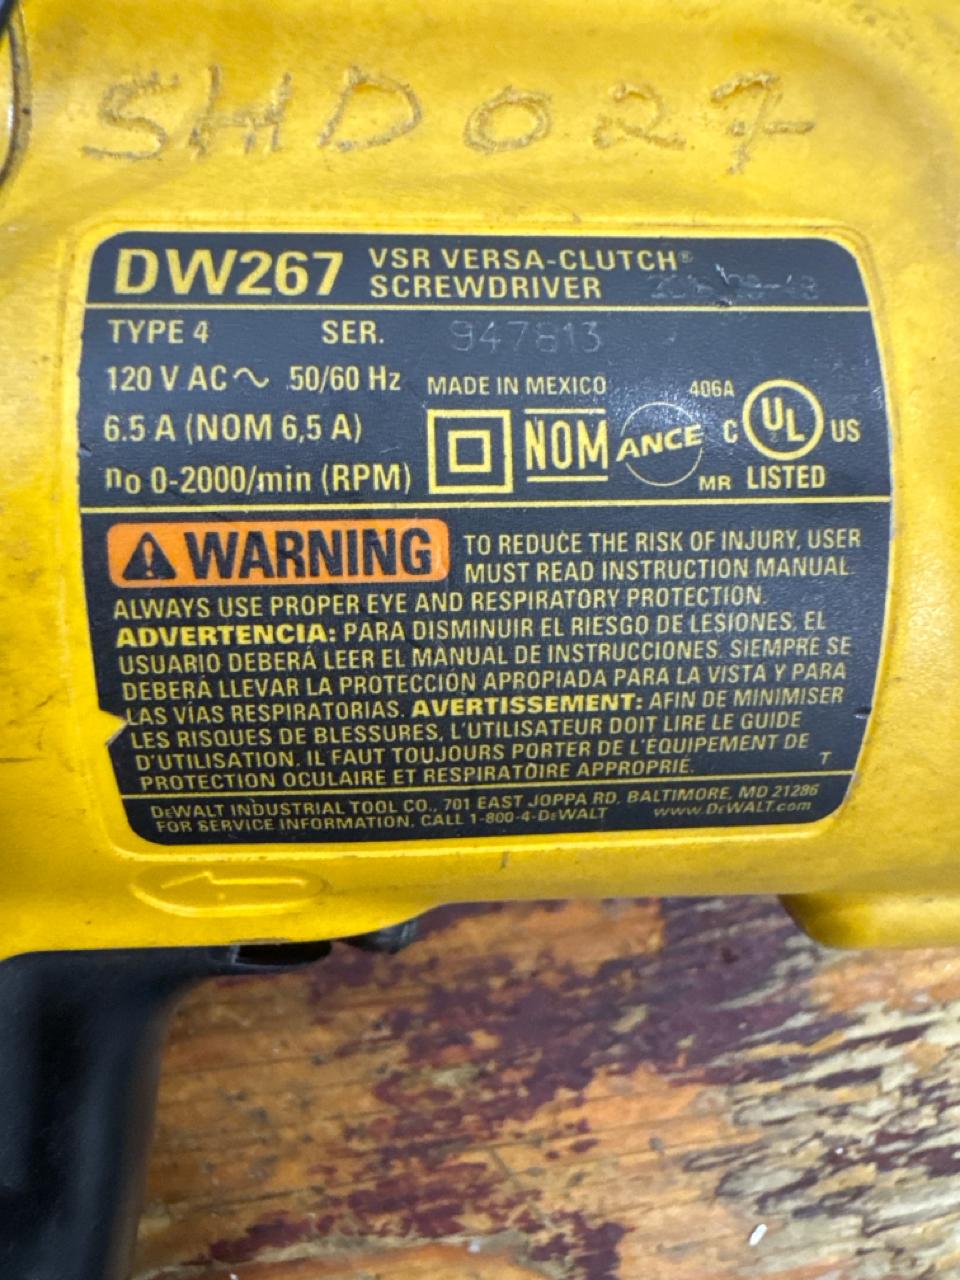 SHD027
DW267 VSR VERSA-CLUTCH®
SCREWDRIVER
TYPE 4 SER. 947813
120 V AC ~ 50/60 Hz MADE IN MEXICO 406A
6.5 A (NOM 6,5 A) NOM ANCE C UL US
n₀ 0-2000/min (RPM) MR LISTED
WARNING TO REDUCE THE RISK OF INJURY, USER
MUST READ INSTRUCTION MANUAL.
ALWAYS USE PROPER EYE AND RESPIRATORY PROTECTION.
ADVERTENCIA: PARA DISMINUIR EL RIESGO DE LESIONES, EL
USUARIO DEBERÁ LEER EL MANUAL DE INSTRUCCIONES. SIEMPRE SE
DEBERÁ LLEVAR LA PROTECCIÓN APROPIADA PARA LA VISTA Y PARA
LAS VÍAS RESPIRATORIAS. AVERTISSEMENT: AFIN DE MINIMISER
LES RISQUES DE BLESSURES, L'UTILISATEUR DOIT LIRE LE GUIDE
D'UTILISATION. IL FAUT TOUJOURS PORTER DE L'ÉQUIPEMENT DE
PROTECTION OCULAIRE ET RESPIRATOIRE APPROPRIÉ. T
DEWALT INDUSTRIAL TOOL CO., 701 EAST JOPPA RD. BALTIMORE, MD 21286
FOR SERVICE INFORMATION, CALL 1-800-4-DEWALT www.DEWALT.com